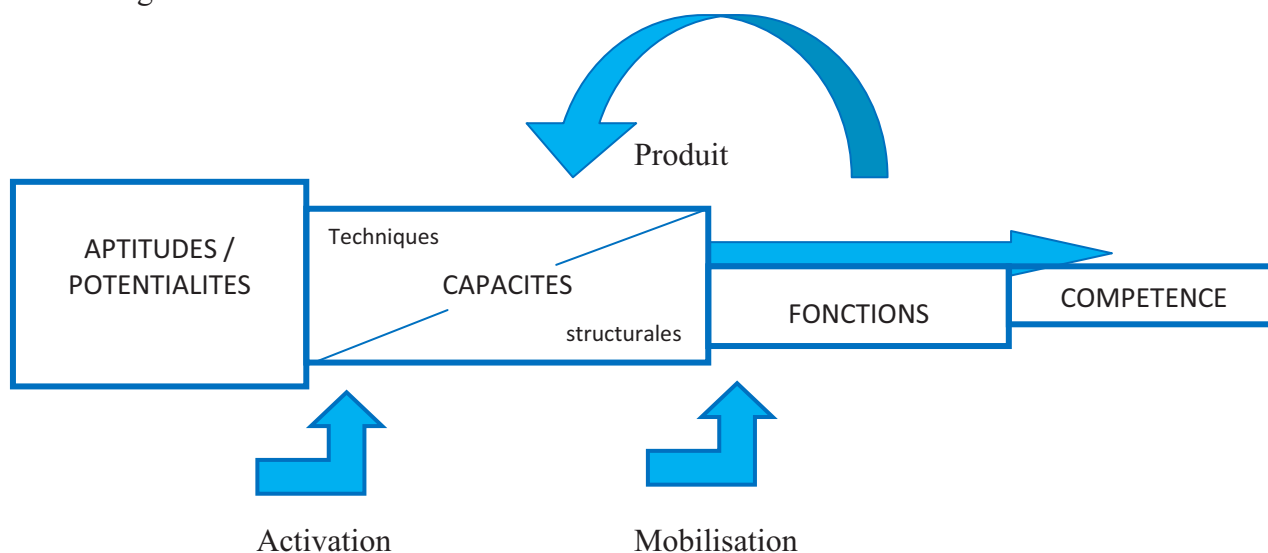 Produit
APTITUDES /
POTENTIALITES
Techniques
CAPACITES
structurales
FONCTIONS
COMPETENCE
Activation
Mobilisation